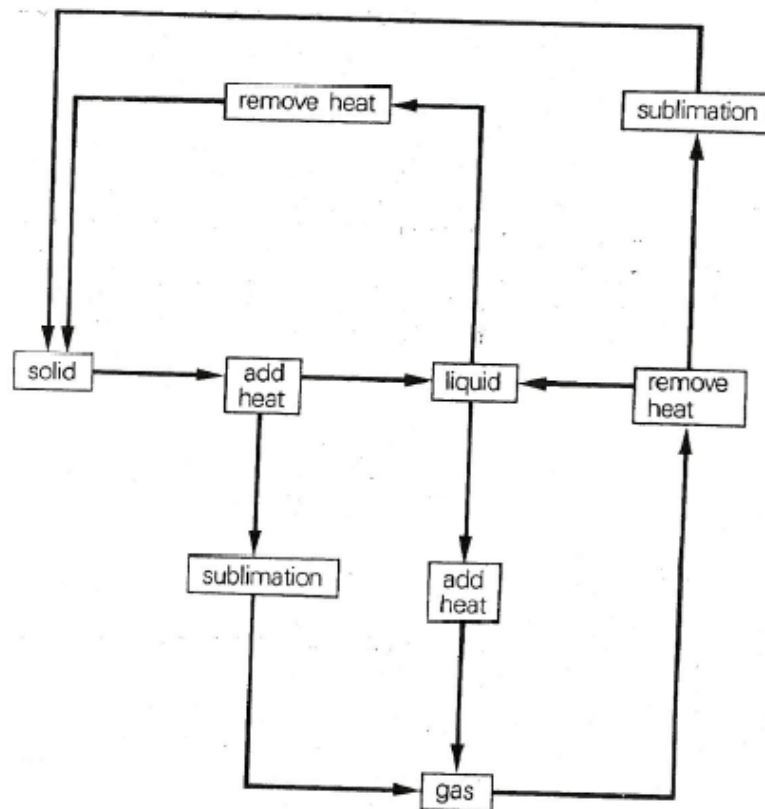 remove heat
sublimation
solid
add
heat
liquid
remove
heat
sublimation
add
heat
gas